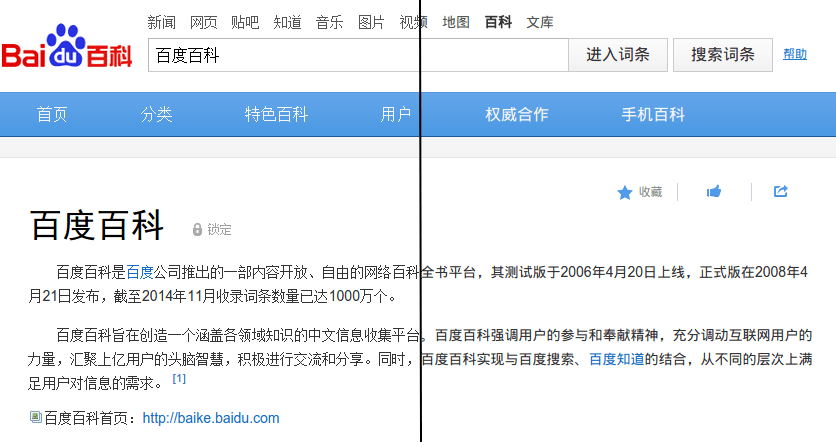 新闻 网页 贴吧 知道 音乐 图片 视频 地图 百科 文库
Bai du 百科 百度百科 进入词条 搜索词条 帮助
首页 分类 特色百科 用户 权威合作 手机百科
收藏
百度百科 锁定
百度百科是百度公司推出的一部内容开放、自由的网络百科全书平台，其测试版于2006年4月20日上线，正式版在2008年4
月21日发布，截至2014年11月收录词条数量已达1000万个。
百度百科旨在创造一个涵盖各领域知识的中文信息收集平台。百度百科强调用户的参与和奉献精神，充分调动互联网用户的
力量，汇聚上亿用户的头脑智慧，积极进行交流和分享。同时，百度百科实现与百度搜索、百度知道的结合，从不同的层次上满
足用户对信息的需求。 [1]
百度百科首页：http://baike.baidu.com